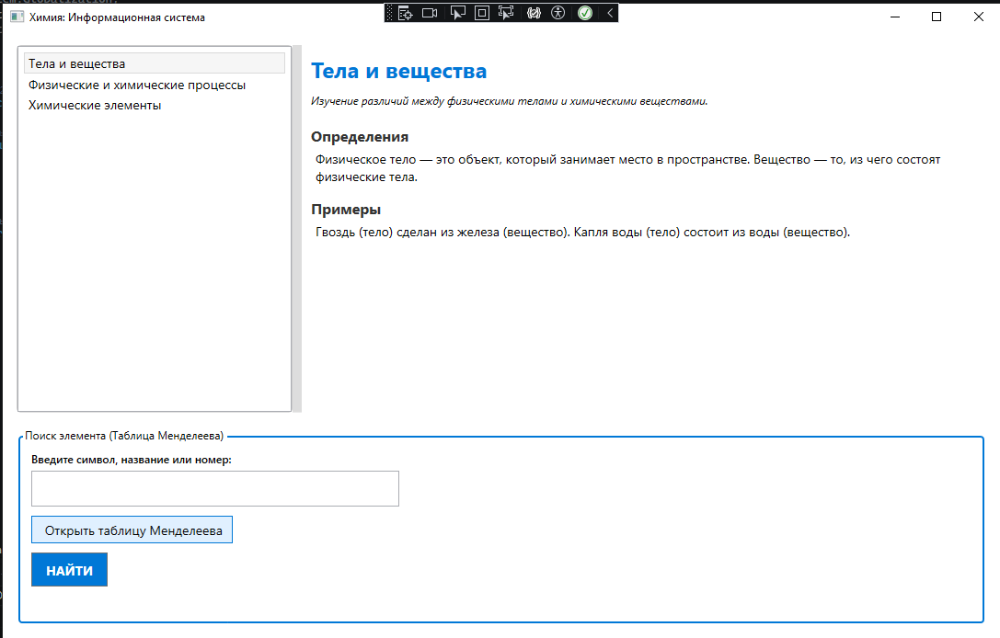 Химия: Информационная система
Тела и вещества
Физические и химические процессы
Химические элементы
Тела и вещества
Изучение различий между физическими телами и химическими веществами.
Определения
Физическое тело — это объект, который занимает место в пространстве. Вещество — то, из чего состоят
физические тела.
Примеры
Гвоздь (тело) сделан из железа (вещество). Капля воды (тело) состоит из воды (вещество).
Поиск элемента (Таблица Менделеева)
Введите символ, название или номер:
Открыть таблицу Менделеева
НАЙТИ